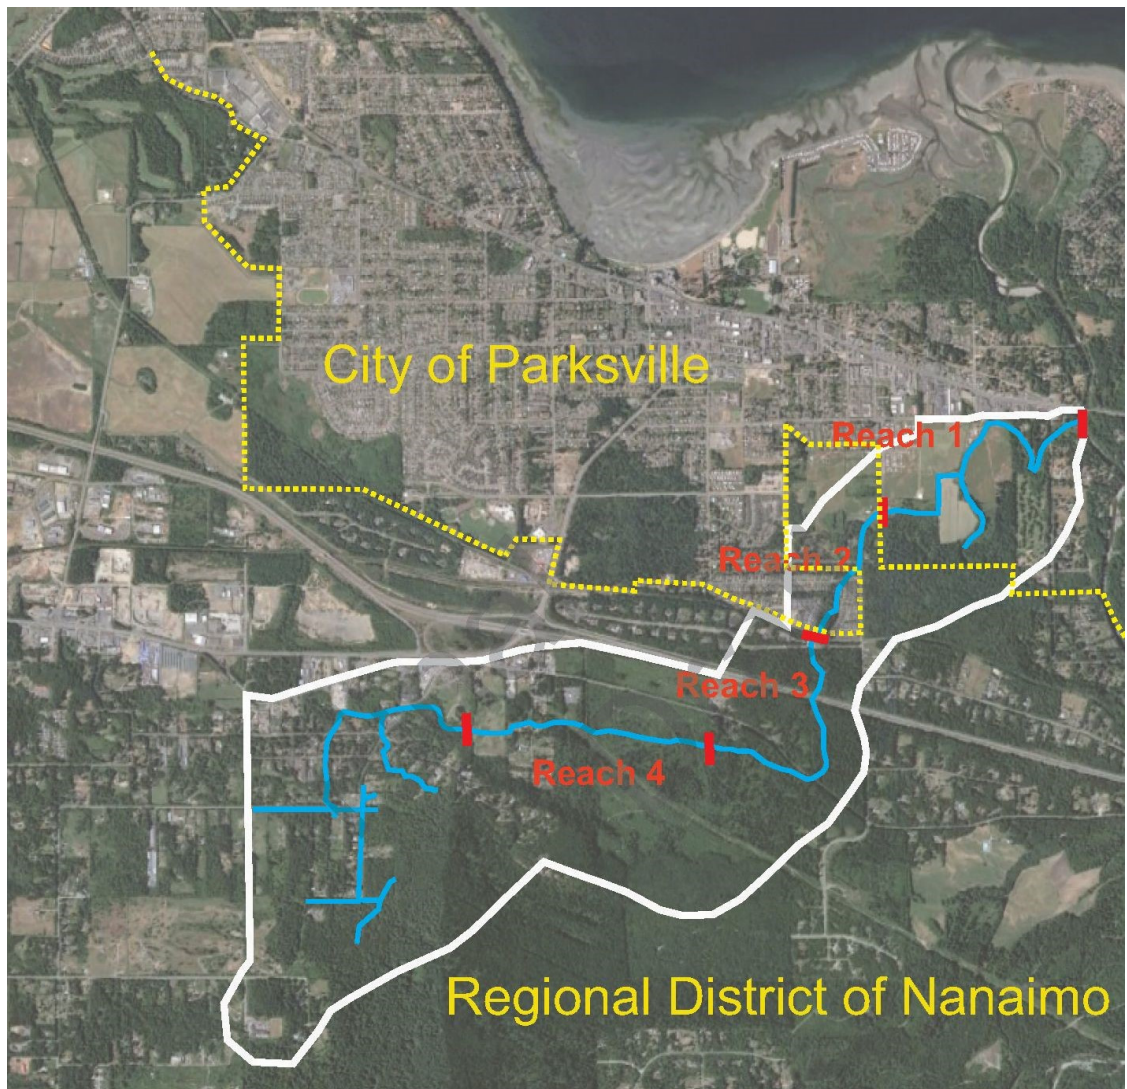 City of Parksville
Reach 1
Reach 2
Reach 3
Reach 4
Regional District of Nanaimo